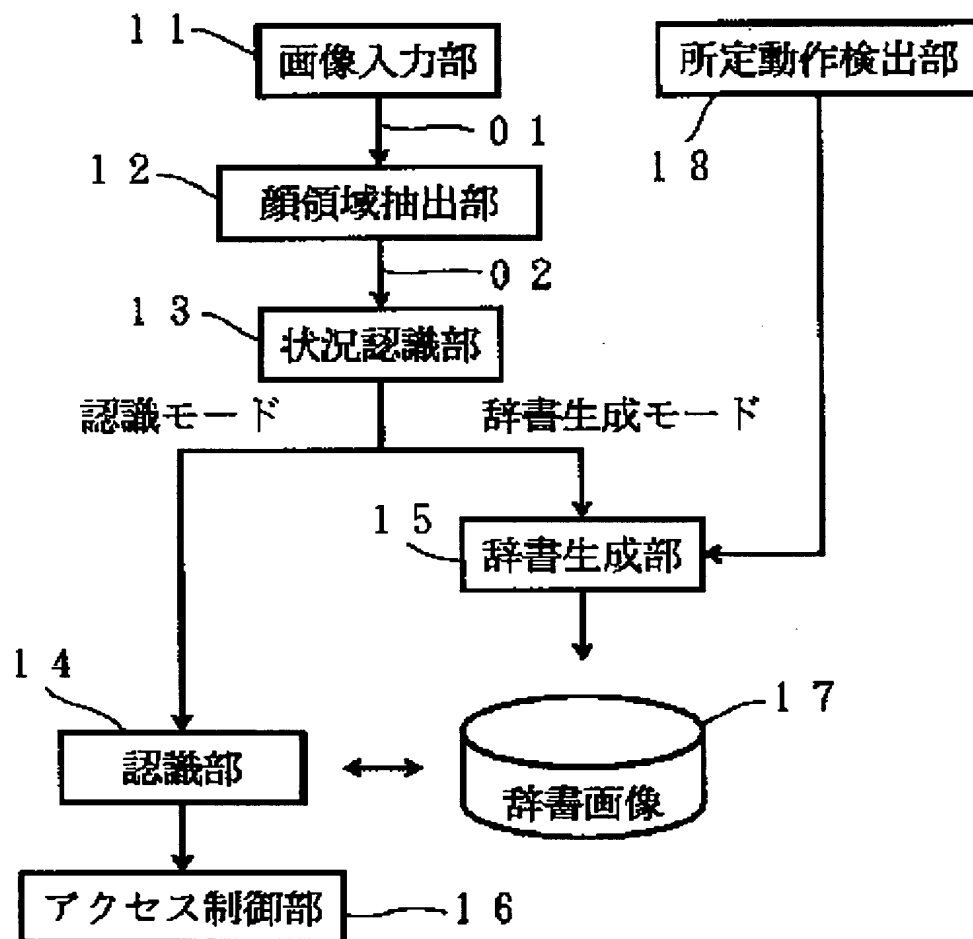 １１
画像入力部
所定動作検出部
０１
１８
１２
顔領域抽出部
０２
１３
状況認識部
認識モード
辞書生成モード
１５
辞書生成部
１４
１７
認識部
辞書画像
アクセス制御部
１６